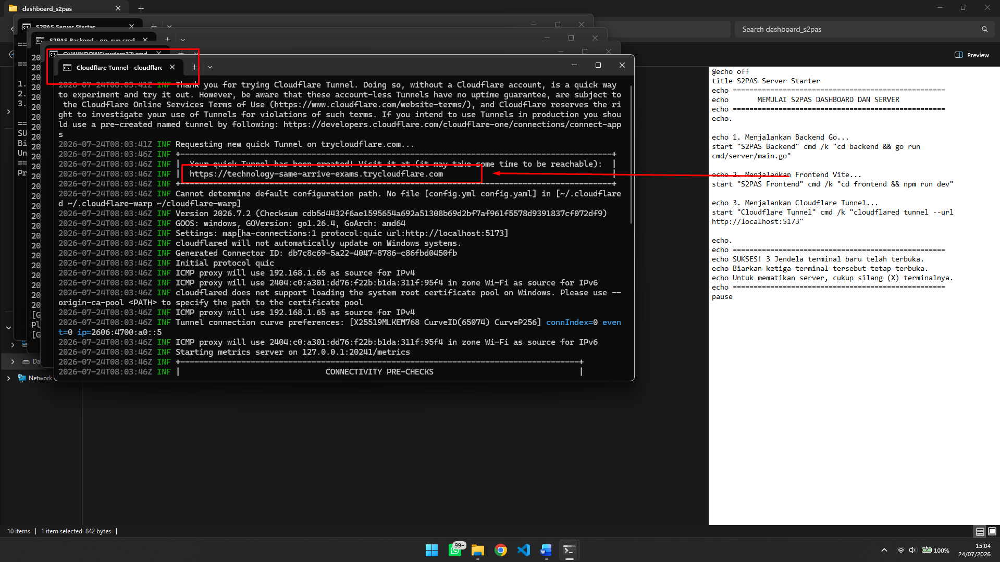 dashboard_s2pas
Search dashboard_s2pas
S2PAS Server Starter
S2PAS Backend - go run cmd
C:\WINDOWS\system32\cmd
Preview
Cloudflare Tunnel - cloudflare
2026-07-24T08:03:41Z INF Thank you for trying Cloudflare Tunnel. Doing so, without a Cloudflare account, is a quick way
to experiment and try it out. However, be aware that these account-less Tunnels have no uptime guarantee, are subject to
the Cloudflare Online Services Terms of Use (https://www.cloudflare.com/website-terms/), and Cloudflare reserves the ri
ght to investigate your use of Tunnels for violations of such terms. If you intend to use Tunnels in production you shou
ld use a pre-created named tunnel by following: https://developers.cloudflare.com/cloudflare-one/connections/connect-app
s
2026-07-24T08:03:41Z INF Requesting new quick Tunnel on trycloudflare.com...
2026-07-24T08:03:46Z INF +--------------------------------------------------------------------------------------------+
2026-07-24T08:03:46Z INF | Your quick Tunnel has been created! Visit it at (it may take some time to be reachable): |
2026-07-24T08:03:46Z INF | https://technology-same-arrive-exams.trycloudflare.com |
2026-07-24T08:03:46Z INF +--------------------------------------------------------------------------------------------+
2026-07-24T08:03:46Z INF Cannot determine default configuration path. No file [config.yml config.yaml] in [~/.cloudflare
d ~/.cloudflare-warp ~/cloudflare-warp]
2026-07-24T08:03:46Z INF Version 2026.7.2 (Checksum cdb5d4432f6ae1595654a692a51308b69d2bf7af961f5578d9391837cf072df9)
2026-07-24T08:03:46Z INF GOOS: windows, GOVersion: go1.26.4, GoArch: amd64
2026-07-24T08:03:46Z INF Settings: map[ha-connections:1 protocol:quic url:http://localhost:5173]
2026-07-24T08:03:46Z INF cloudflared will not automatically update on Windows systems.
2026-07-24T08:03:46Z INF Generated Connector ID: db7c8c69-5a22-4047-8786-c86fbd0450fb
2026-07-24T08:03:46Z INF Initial protocol quic
2026-07-24T08:03:46Z INF ICMP proxy will use 192.168.1.65 as source for IPv4
2026-07-24T08:03:46Z INF ICMP proxy will use 2404:c0:a301:dd76:f22b:b1da:311f:95f4 in zone Wi-Fi as source for IPv6
2026-07-24T08:03:46Z INF cloudflared does not support loading the system root certificate pool on Windows. Please use --
origin-ca-pool <PATH> to specify the path to the certificate pool
2026-07-24T08:03:46Z INF ICMP proxy will use 192.168.1.65 as source for IPv4
2026-07-24T08:03:46Z INF Tunnel connection curve preferences: [X25519MLKEM768 CurveID(65074) CurveP256] connIndex=0 even
t=0 ip=2606:4700:a0::5
2026-07-24T08:03:46Z INF ICMP proxy will use 2404:c0:a301:dd76:f22b:b1da:311f:95f4 in zone Wi-Fi as source for IPv6
2026-07-24T08:03:46Z INF Starting metrics server on 127.0.0.1:20241/metrics
2026-07-24T08:03:46Z INF +-------------------------------------------------------------------------------------+
2026-07-24T08:03:46Z INF | CONNECTIVITY PRE-CHECKS |
@echo off
title S2PAS Server Starter
echo ===================================================
echo MEMULAI S2PAS DASHBOARD DAN SERVER
echo ===================================================
echo.
echo 1. Menjalankan Backend Go...
start "S2PAS Backend" cmd /k "cd backend && go run
cmd/server/main.go"
echo 2. Menjalankan Frontend Vite...
start "S2PAS Frontend" cmd /k "cd frontend && npm run dev"
echo 3. Menjalankan Cloudflare Tunnel...
start "Cloudflare Tunnel" cmd /k "cloudflared tunnel --url
http://localhost:5173"
echo.
echo ===================================================
echo SUKSES! 3 Jendela terminal baru telah terbuka.
echo Biarkan ketiga terminal tersebut tetap terbuka.
echo Untuk mematikan server, cukup silang (X) terminalnya.
echo ===================================================
pause
Network
10 items | 1 item selected 842 bytes |
99+
100%
15:04
24/07/2026